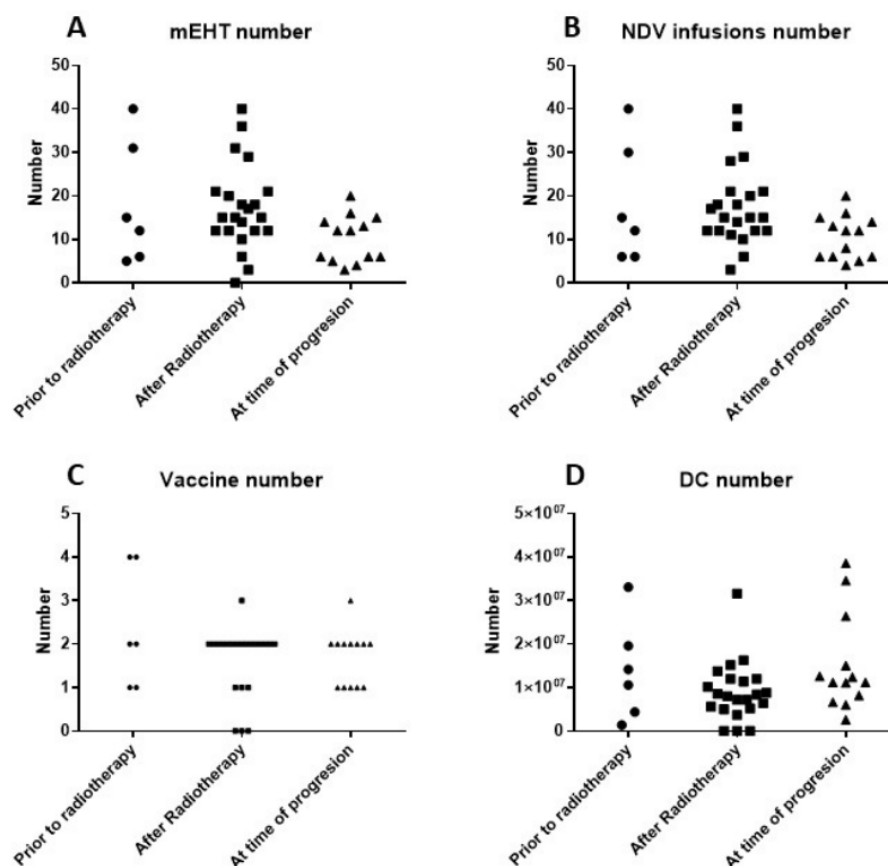 A
mEHT number
50
40
30
20
10
0
Number
Prior to radiotherapy
After Radiotherapy
At time of progresion
B
NDV infusions number
50
40
30
20
10
0
Number
Prior to radiotherapy
After Radiotherapy
At time of progresion
C
Vaccine number
5
4
3
2
1
0
Number
Prior to radiotherapy
After Radiotherapy
At time of progresion
D
DC number
5×10⁰⁷
4×10⁰⁷
3×10⁰⁷
2×10⁰⁷
1×10⁰⁷
0
Number
Prior to radiotherapy
After Radiotherapy
At time of progresion